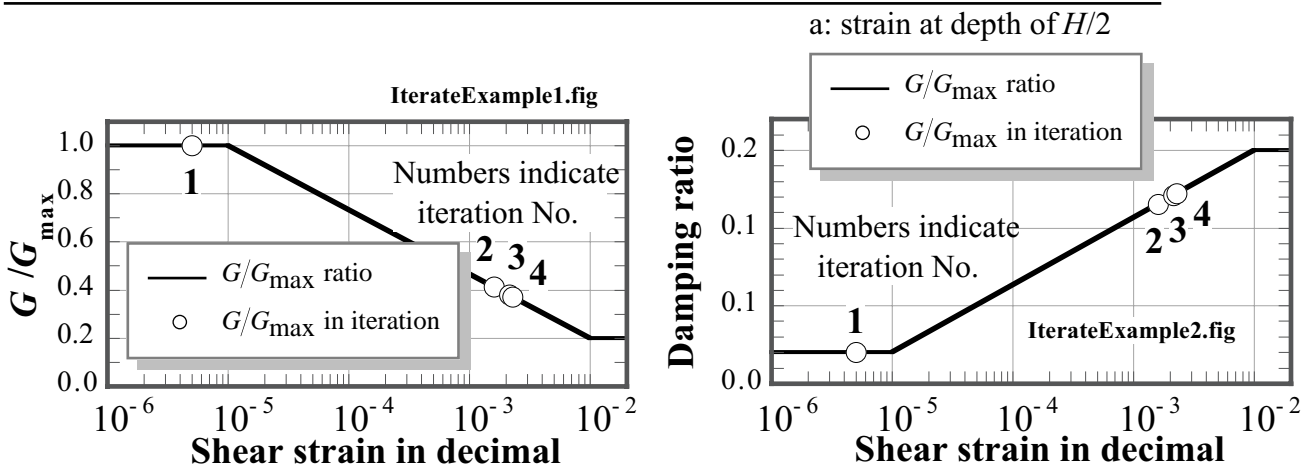 a: strain at depth of H/2
IterateExample1.fig
G/Gmax
1.0
0.8
0.6
0.4
0.2
0.0
Numbers indicate
iteration No.
1
2
3
4
G/Gmax ratio
G/Gmax in iteration
10-6
10-5
10-4
10-3
10-2
Shear strain in decimal
G/Gmax ratio
G/Gmax in iteration
Damping ratio
0.2
0.1
0.1
0.0
Numbers indicate
iteration No.
1
2
3
4
IterateExample2.fig
10-6
10-5
10-4
10-3
10-2
Shear strain in decimal